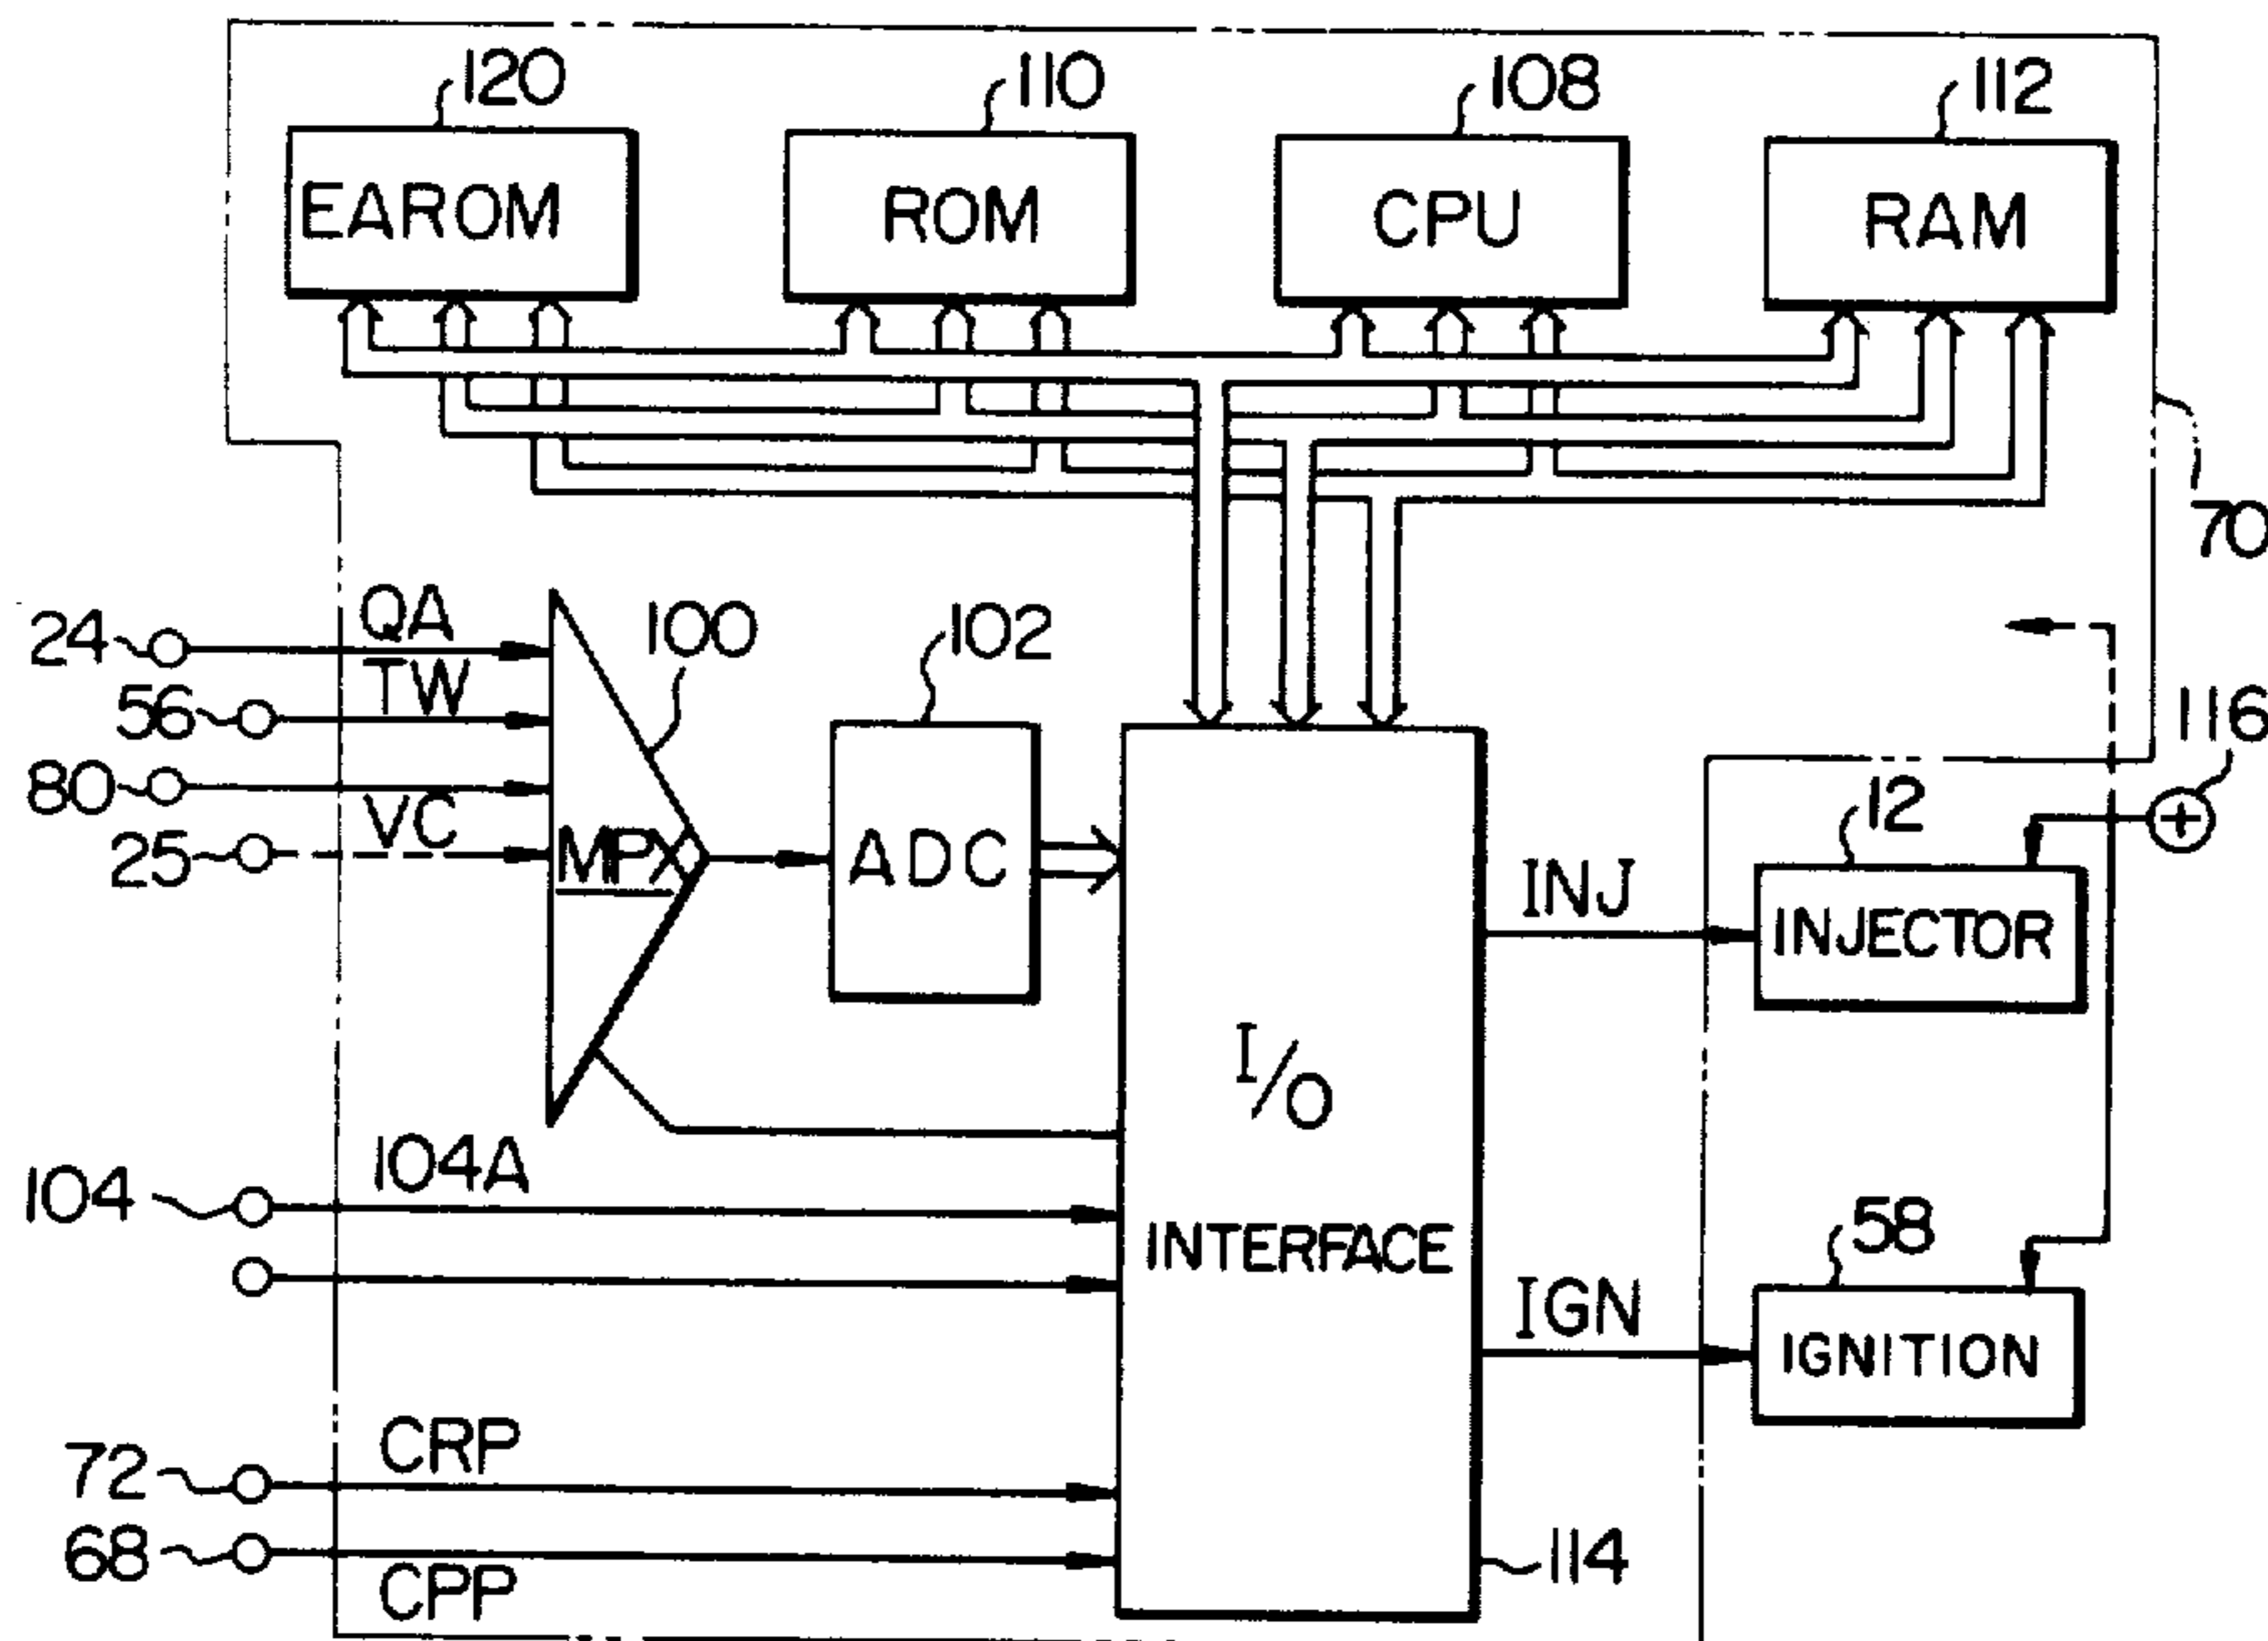 120
110
108
112
EAROM
ROM
CPU
RAM
70
24
QA
100
102
56
TW
116
80
VC
12
25
MPX
ADC
INJ
INJECTOR
I/O
104
104A
58
INTERFACE
IGN
IGNITION
72
CRP
68
CPP
114